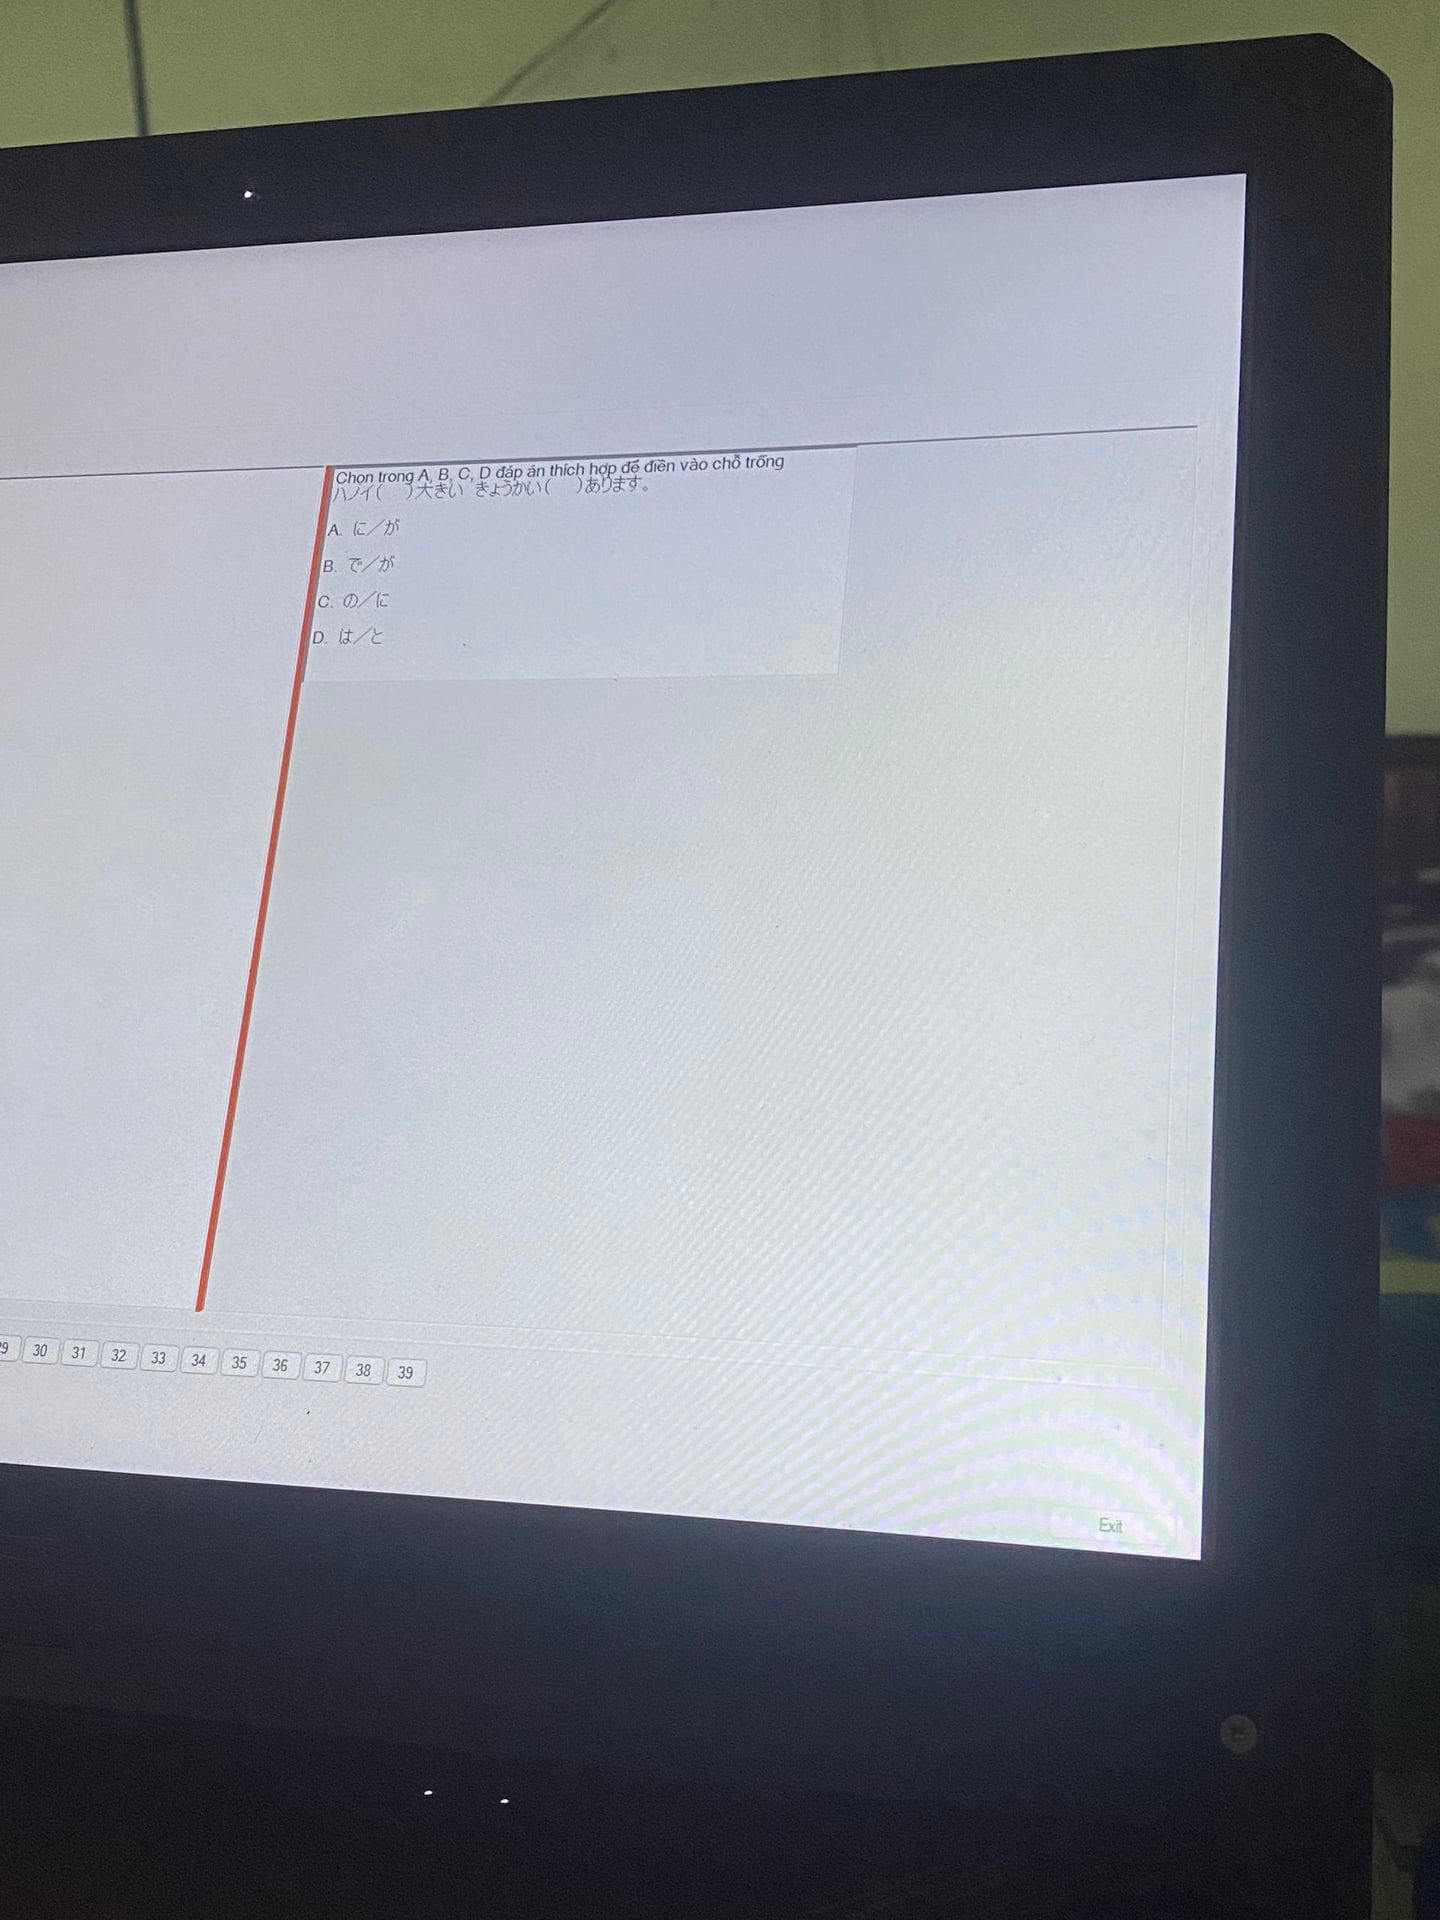 Chọn trong A, B, C, D đáp án thích hợp để điền vào chỗ trống
ハノイ(　)大きい きょうかい(　)あります。
A. に／が
B. で／が
C. の／に
D. は／と
30 31 32 33 34 35 36 37 38 39
Exit